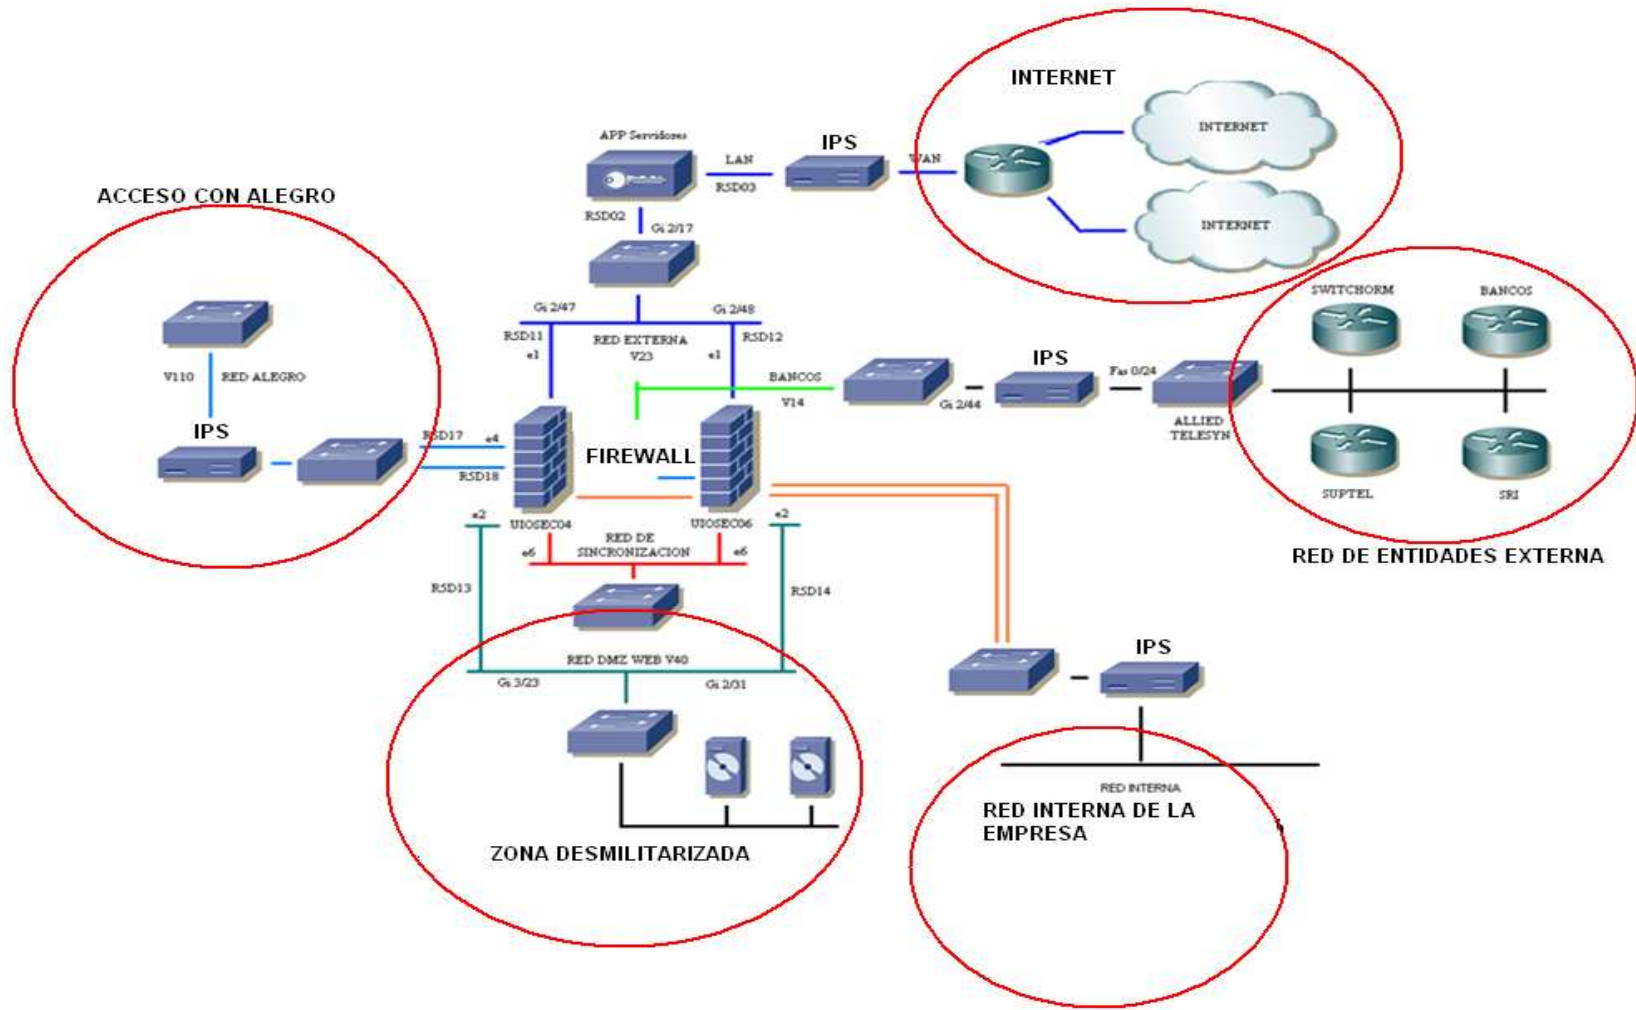 INTERNET
INTERNET
INTERNET
APP Servidores
IPS
LAN
WAN
RSD03
RSD02
Gi 2/17
ACCESO CON ALEGRO
Gi 2/47
Gi 2/48
RSD11
RED EXTERNA
RSD12
e1
V23
e1
SWITCHORM
BANCOS
V110
RED ALEGRO
BANCOS
V14
IPS
Gi 2/44
Fas 0/24
ALLIED
TELESYN
SUPTEL
SRI
RED DE ENTIDADES EXTERNA
IPS
RSD17
e4
RSD18
FIREWALL
UIOSEC04
UIOSEC06
e2
e2
RED DE
SINCRONIZACION
e6
e6
RSD13
RSD14
RED DMZ WEB V40
Gi 3/23
Gi 2/31
ZONA DESMILITARIZADA
IPS
RED INTERNA
RED INTERNA DE LA
EMPRESA